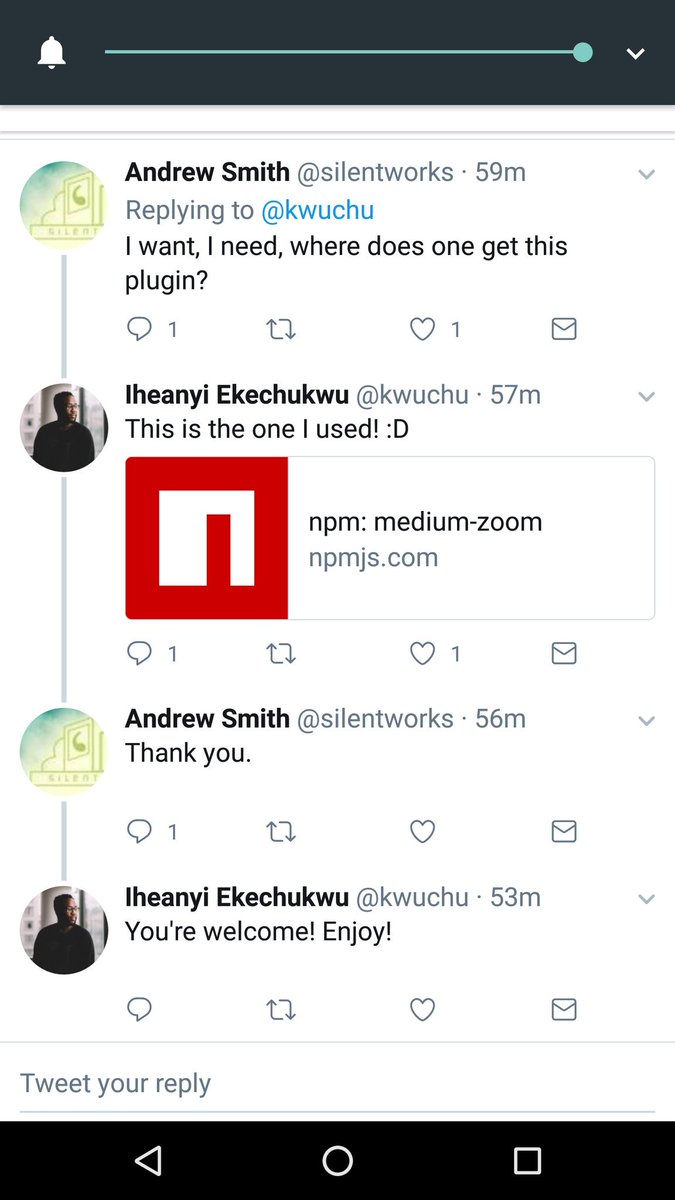 Andrew Smith @silentworks · 59m
Replying to @kwuchu
I want, I need, where does one get this
plugin?
1
1
Iheanyi Ekechukwu @kwuchu · 57m
This is the one I used! :D
npm: medium-zoom
npmjs.com
1
1
Andrew Smith @silentworks · 56m
Thank you.
1
Iheanyi Ekechukwu @kwuchu · 53m
You're welcome! Enjoy!
Tweet your reply